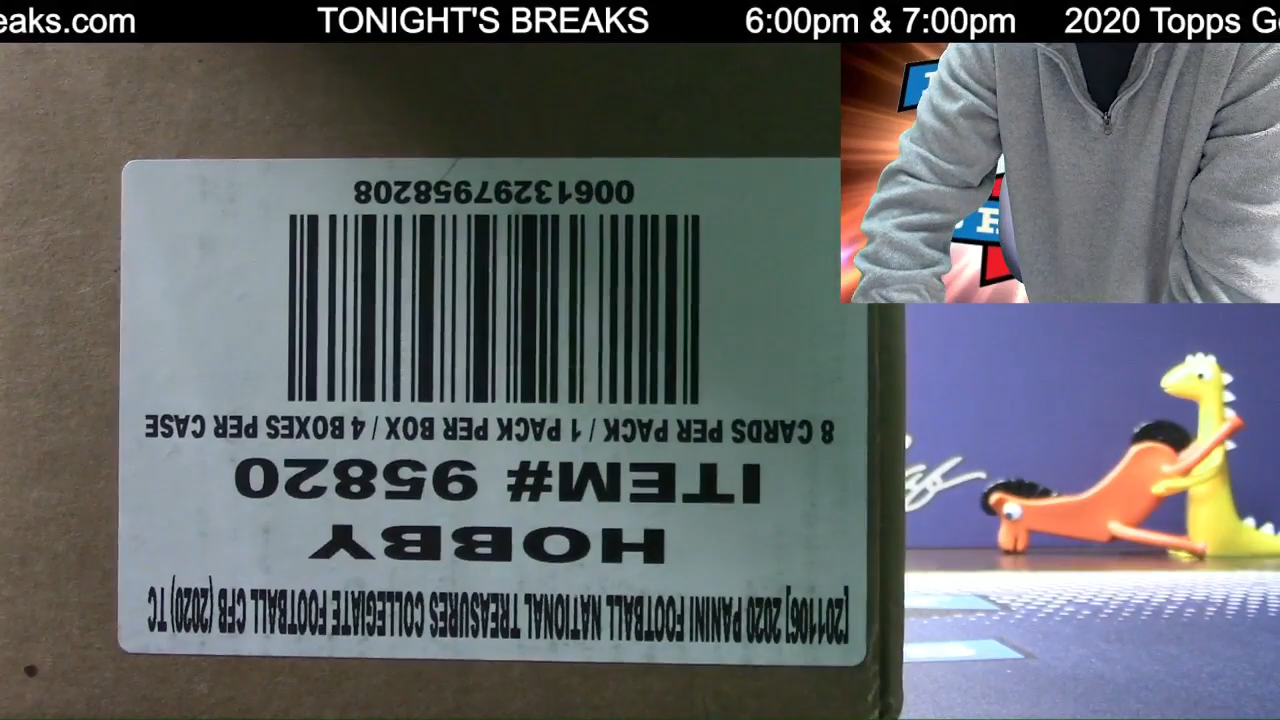 eaks.com TONIGHT'S BREAKS 6:00pm & 7:00pm 2020 Topps Ge
[201106] 2020 PANINI FOOTBALL NATIONAL TREASURES COLLEGIATE FOOTBALL CFB (2020) TC
HOBBY
ITEM# 95820
8 CARDS PER PACK / 1 PACK PER BOX / 4 BOXES PER CASE
00613297958208